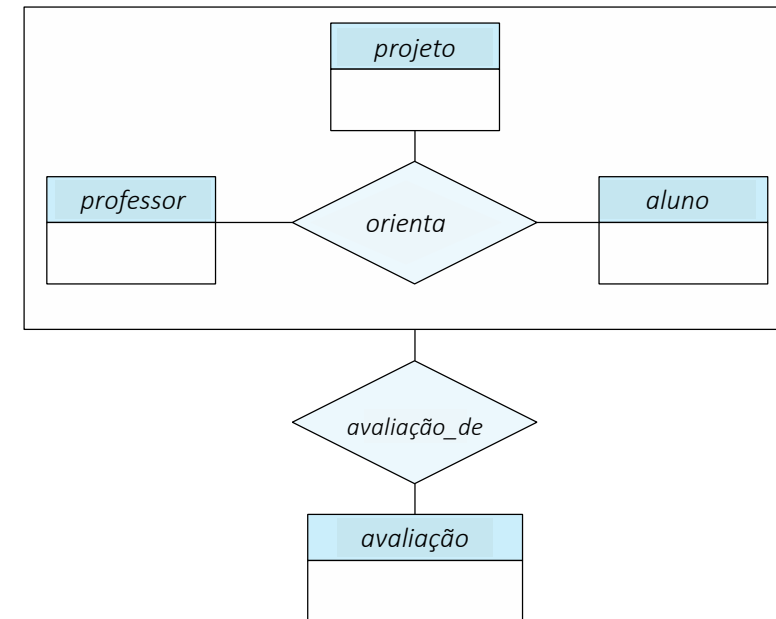 projeto
professor
orienta
aluno
avaliação_de
avaliação